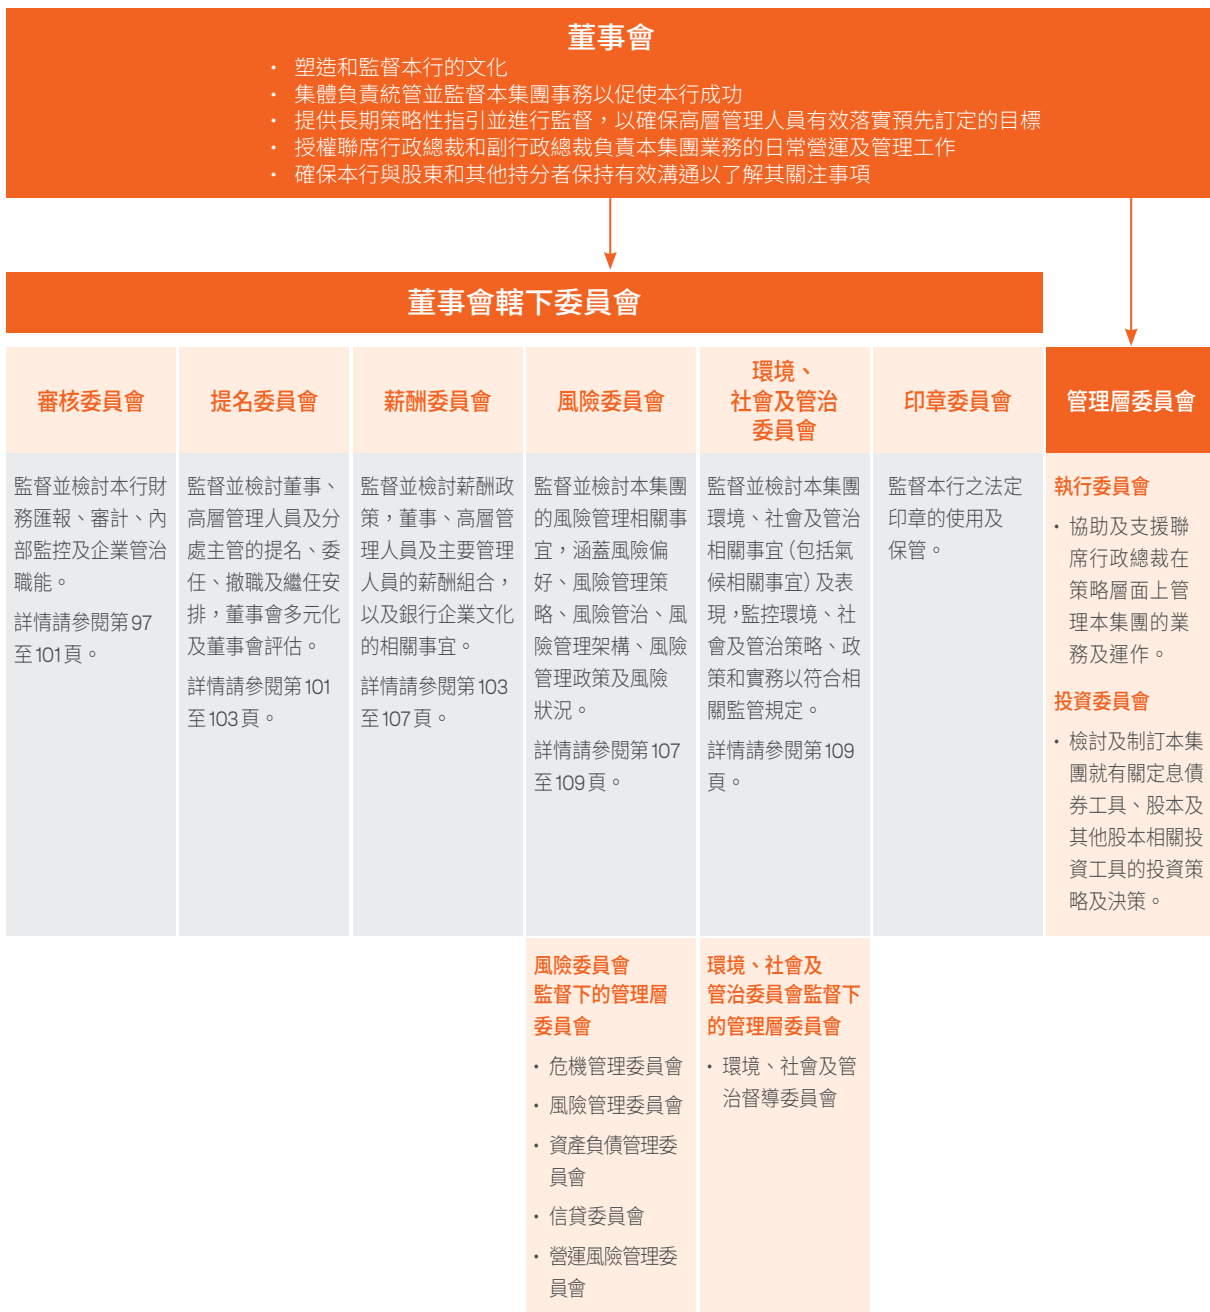 董事會
• 塑造和監督本行的文化
• 集體負責統管並監督本集團事務以促使本行成功
• 提供長期策略性指引並進行監督，以確保高層管理人員有效落實預先訂定的目標
• 授權聯席行政總裁和副行政總裁負責本集團業務的日常營運及管理工作
• 確保本行與股東和其他持分者保持有效溝通以了解其關注事項
董事會轄下委員會
審核委員會
監督並檢討本行財
務匯報、審計、內
部監控及企業管治
職能。
詳情請參閱第97
至101頁。
提名委員會
監督並檢討董事、
高層管理人員及分
處主管的提名、委
任、撤職及繼任安
排，董事會多元化
及董事會評估。
詳情請參閱第101
至103頁。
薪酬委員會
監督並檢討薪酬政
策，董事、高層管
理人員及主要管理
人員的薪酬組合，
以及銀行企業文化
的相關事宜。
詳情請參閱第103
至107頁。
風險委員會
監督並檢討本集團
的風險管理相關事
宜，涵蓋風險偏
好、風險管理策
略、風險管治、風
險管理架構、風險
管理政策及風險
狀況。
詳情請參閱第107
至109頁。
風險委員會
監督下的管理層
委員會
• 危機管理委員會
• 風險管理委員會
• 資產負債管理委
員會
• 信貸委員會
• 營運風險管理委
員會
環境、
社會及管治
委員會
監督並檢討本集團
環境、社會及管治
相關事宜（包括氣
候相關事宜）及表
現，監控環境、社
會及管治策略、政
策和實務以符合相
關監管規定。
詳情請參閱第109
頁。
環境、社會及
管治委員會監督下
的管理層委員會
• 環境、社會及管
治督導委員會
印章委員會
監督本行之法定
印章的使用及
保管。
管理層委員會
執行委員會
• 協助及支援聯
席行政總裁在
策略層面上管
理本集團的業
務及運作。
投資委員會
• 檢討及制訂本集
團就有關定息債
券工具、股本及
其他股本相關投
資工具的投資策
略及決策。